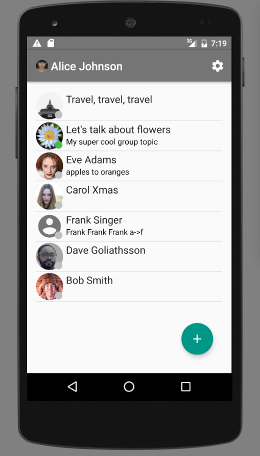 3G
7:19
Alice Johnson
Travel, travel, travel
Let's talk about flowers
My super cool group topic
Eve Adams
apples to oranges
Carol Xmas
Frank Singer
Frank Frank Frank a->f
Dave Goliathsson
Bob Smith